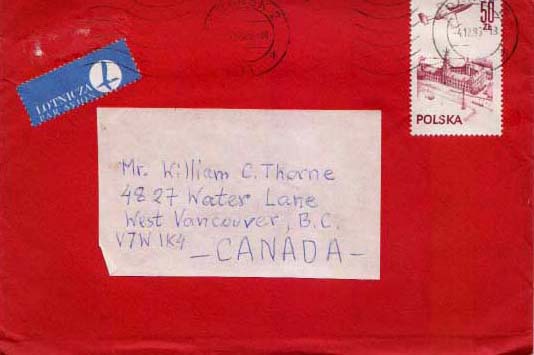 LOTNICZA
PAR AVION
50
ZŁ
POLSKA
Mr. William C. Thorne
4827 Water Lane
West Vancouver, B.C.
V7W 1K4
- CANADA -